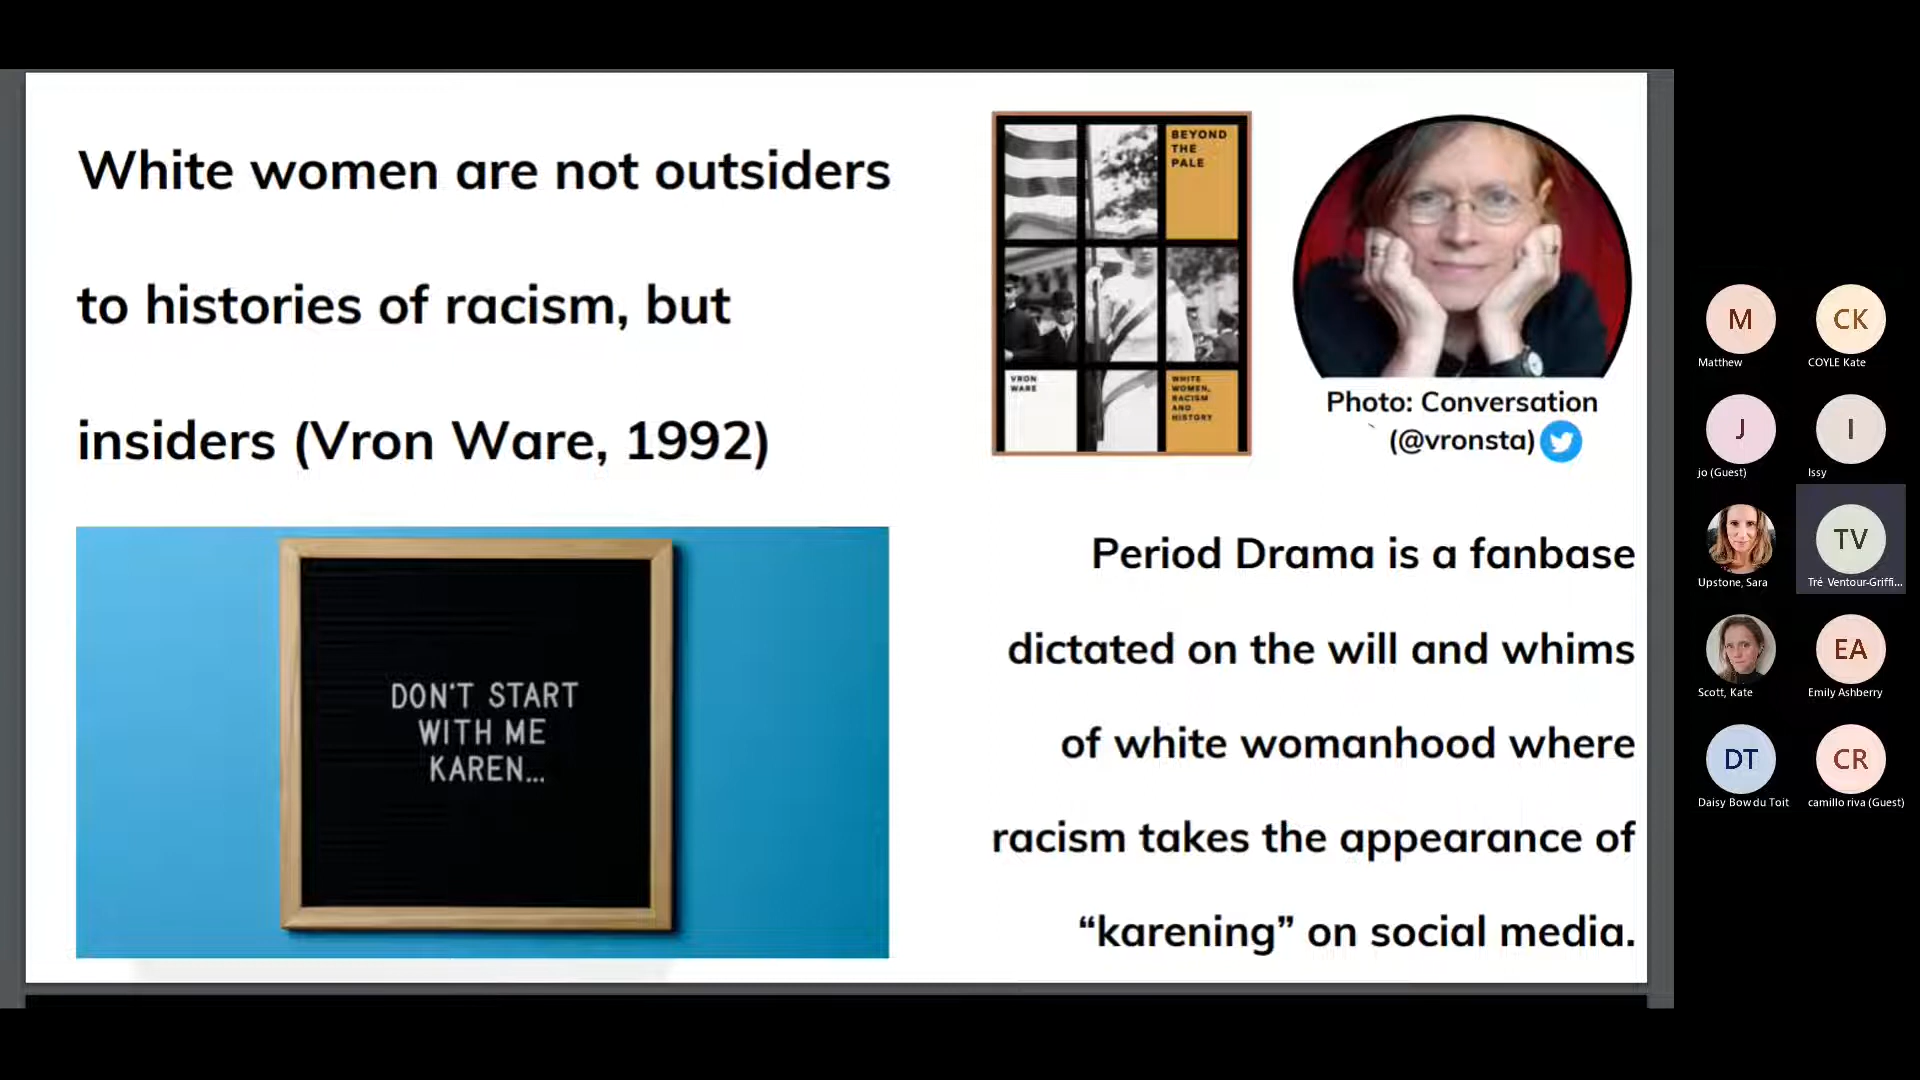 White women are not outsiders
to histories of racism, but
insiders (Vron Ware, 1992)
BEYOND
THE
PALE
VRON
WARE
WHITE
WOMEN,
RACISM
AND
HISTORY
Photo: Conversation
(@vronsta)
DON'T START
WITH ME
KAREN...
Period Drama is a fanbase
dictated on the will and whims
of white womanhood where
racism takes the appearance of
“karening” on social media.
M
Matthew
CK
COYLE Kate
J
jo (Guest)
I
Issy
Upstone, Sara
TV
Tré Ventour-Griffi...
Scott, Kate
EA
Emily Ashberry
DT
Daisy Bow du Toit
CR
camillo riva (Guest)